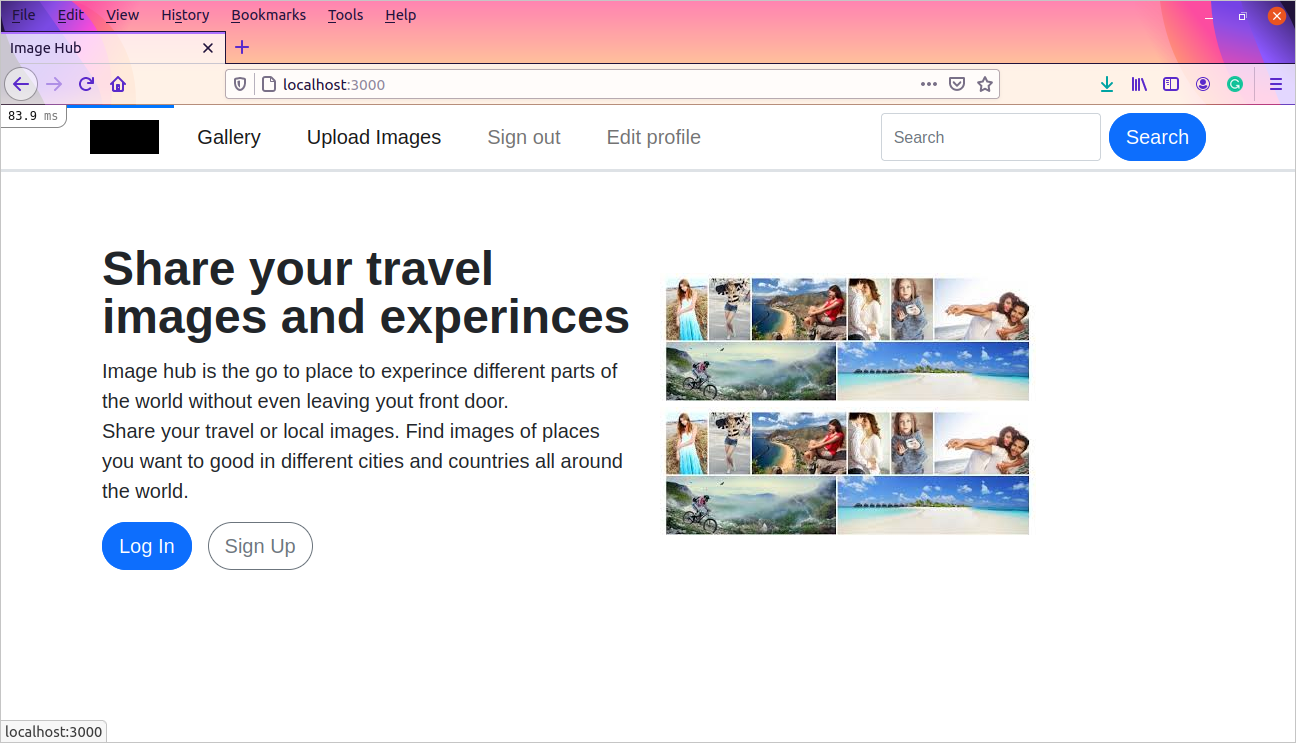 File Edit View History Bookmarks Tools Help
Image Hub
localhost:3000
83.9 ms
Gallery Upload Images Sign out Edit profile Search Search
Share your travel
images and experinces
Image hub is the go to place to experince different parts of
the world without even leaving yout front door.
Share your travel or local images. Find images of places
you want to good in different cities and countries all around
the world.
Log In Sign Up
localhost:3000